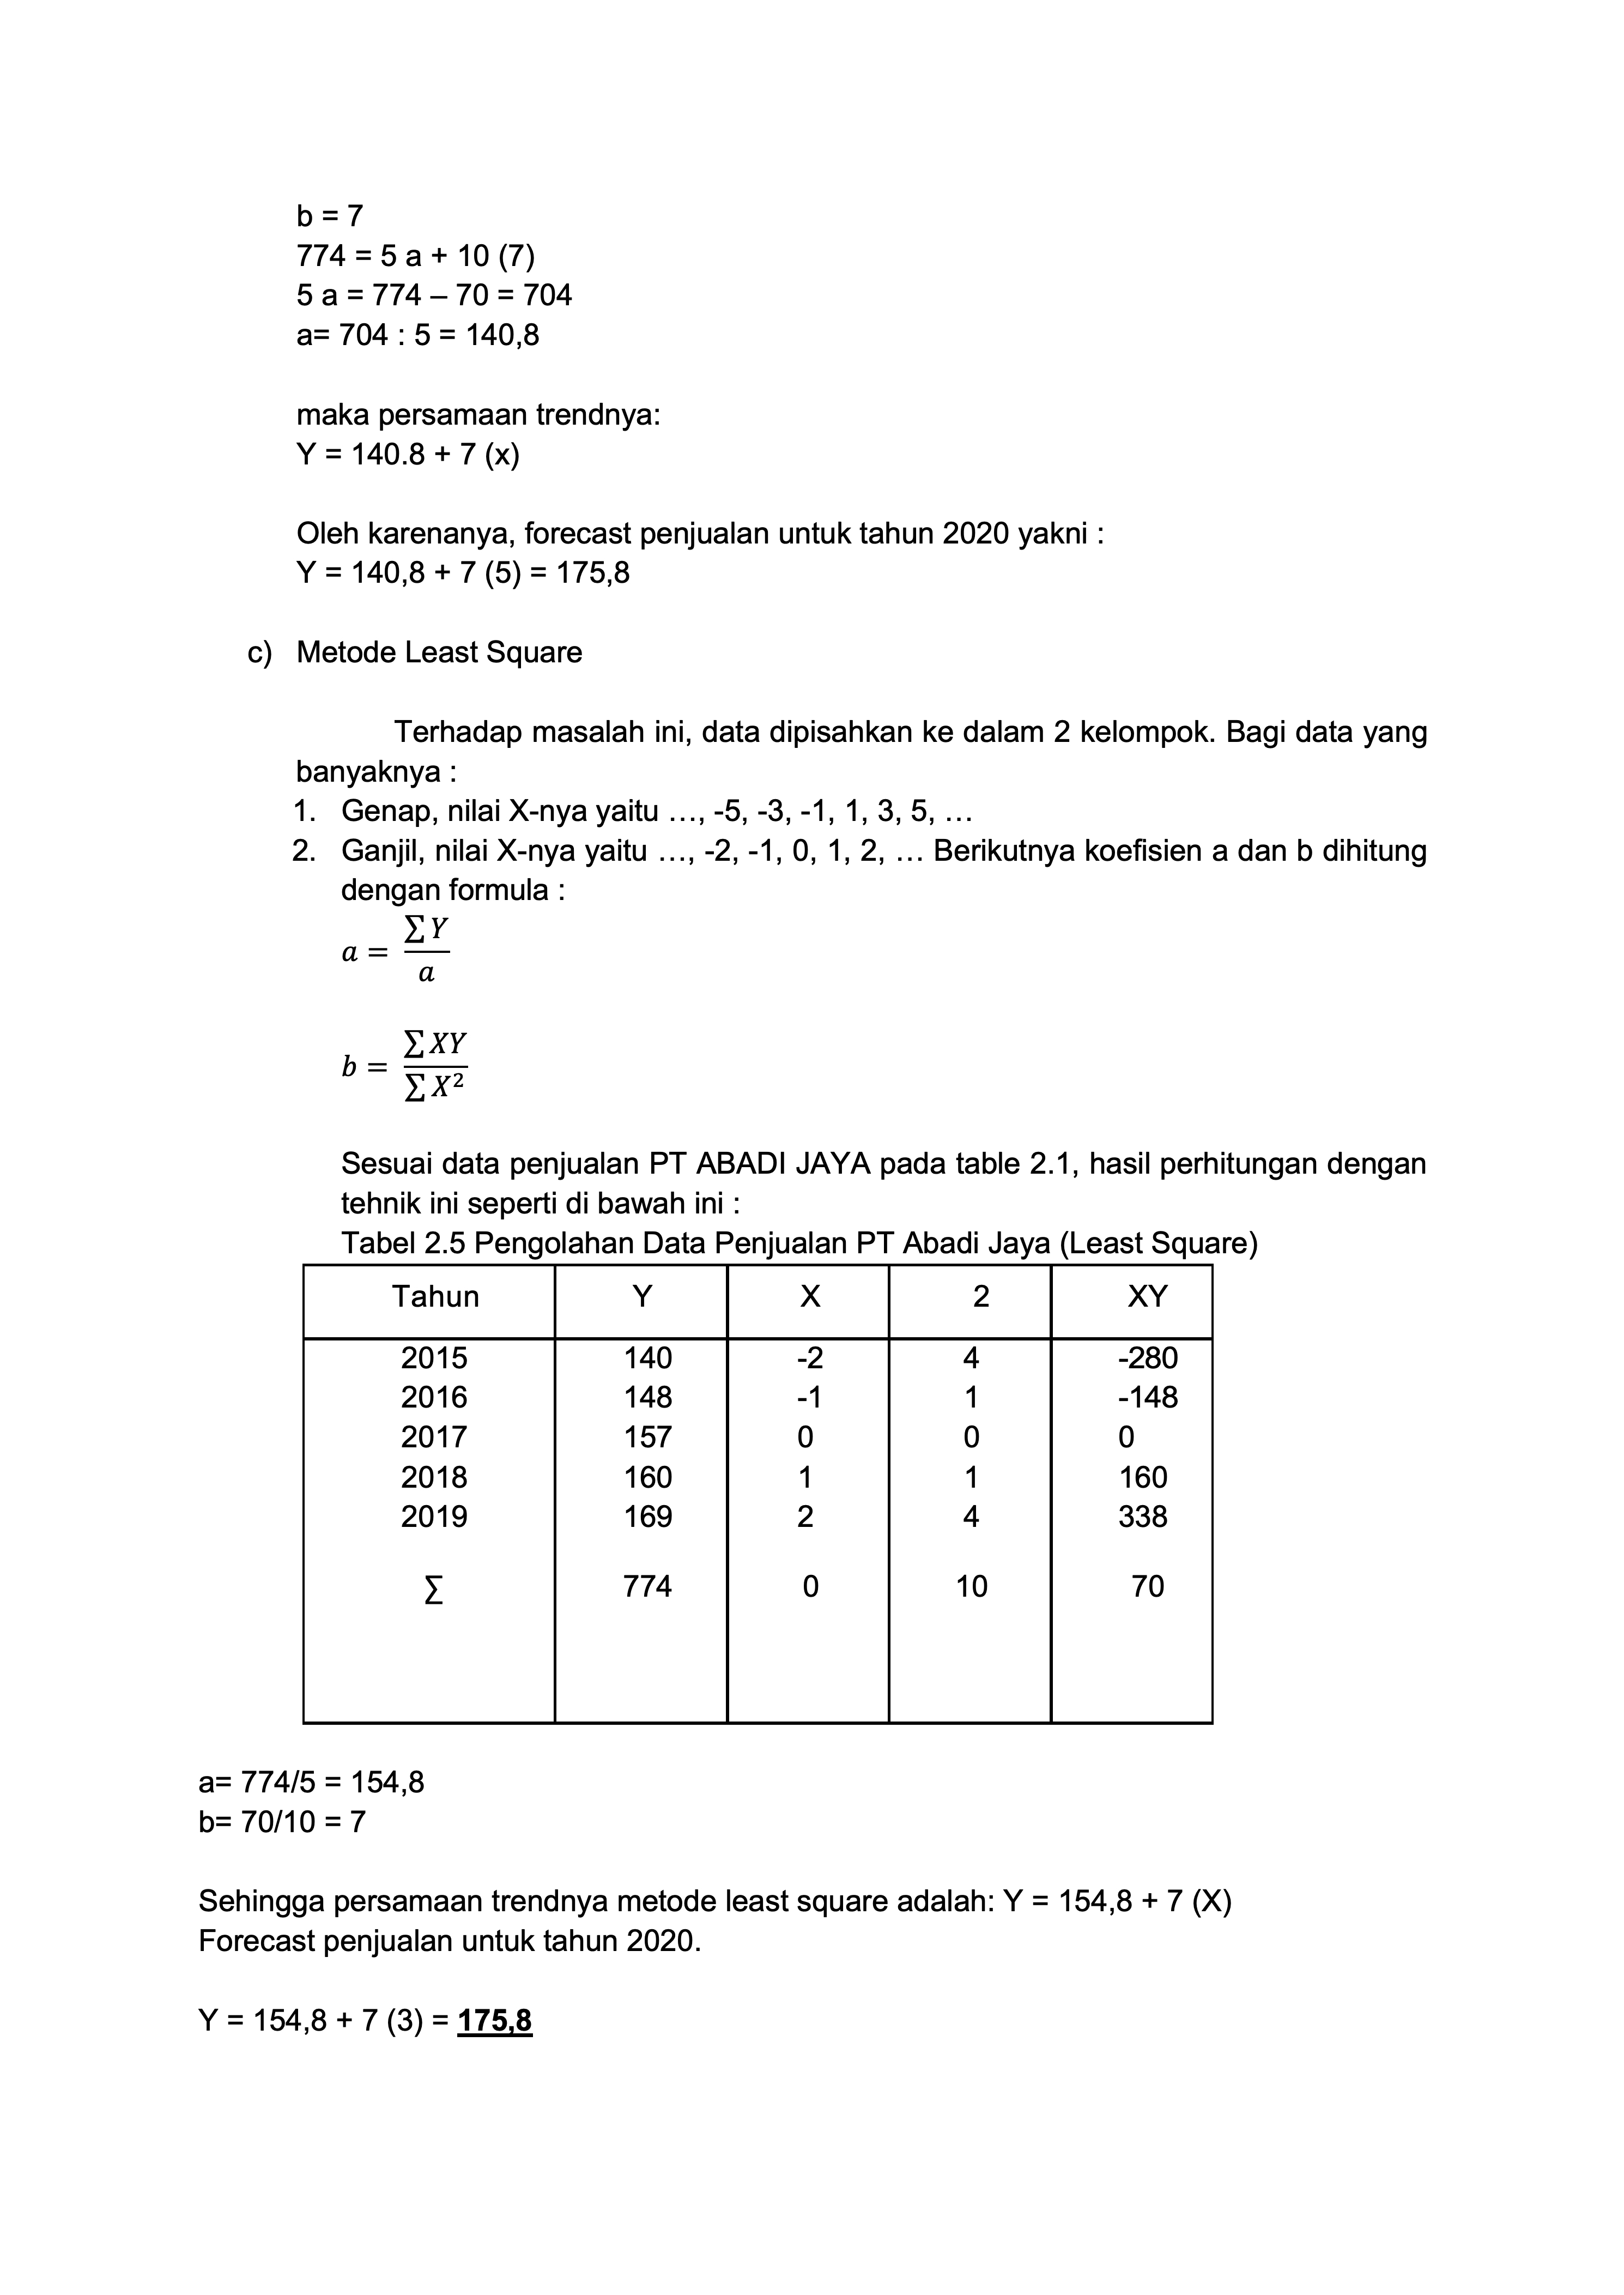 b = 7
774 = 5 a + 10 (7)
5 a = 774 – 70 = 704
a= 704 : 5 = 140,8
maka persamaan trendnya:
Y = 140.8 + 7 (x)
Oleh karenanya, forecast penjualan untuk tahun 2020 yakni :
Y = 140,8 + 7 (5) = 175,8
c) Metode Least Square
Terhadap masalah ini, data dipisahkan ke dalam 2 kelompok. Bagi data yang
banyaknya :
1. Genap, nilai X-nya yaitu …, -5, -3, -1, 1, 3, 5, …
2. Ganjil, nilai X-nya yaitu …, -2, -1, 0, 1, 2, … Berikutnya koefisien a dan b dihitung
dengan formula :
a = ∑ Y / a
b = ∑ XY / ∑ X²
Sesuai data penjualan PT ABADI JAYA pada table 2.1, hasil perhitungan dengan
tehnik ini seperti di bawah ini :
Tabel 2.5 Pengolahan Data Penjualan PT Abadi Jaya (Least Square)
Tahun Y X 2 XY
2015 140 -2 4 -280
2016 148 -1 1 -148
2017 157 0 0 0
2018 160 1 1 160
2019 169 2 4 338
∑ 774 0 10 70
a= 774/5 = 154,8
b= 70/10 = 7
Sehingga persamaan trendnya metode least square adalah: Y = 154,8 + 7 (X)
Forecast penjualan untuk tahun 2020.
Y = 154,8 + 7 (3) = 175,8